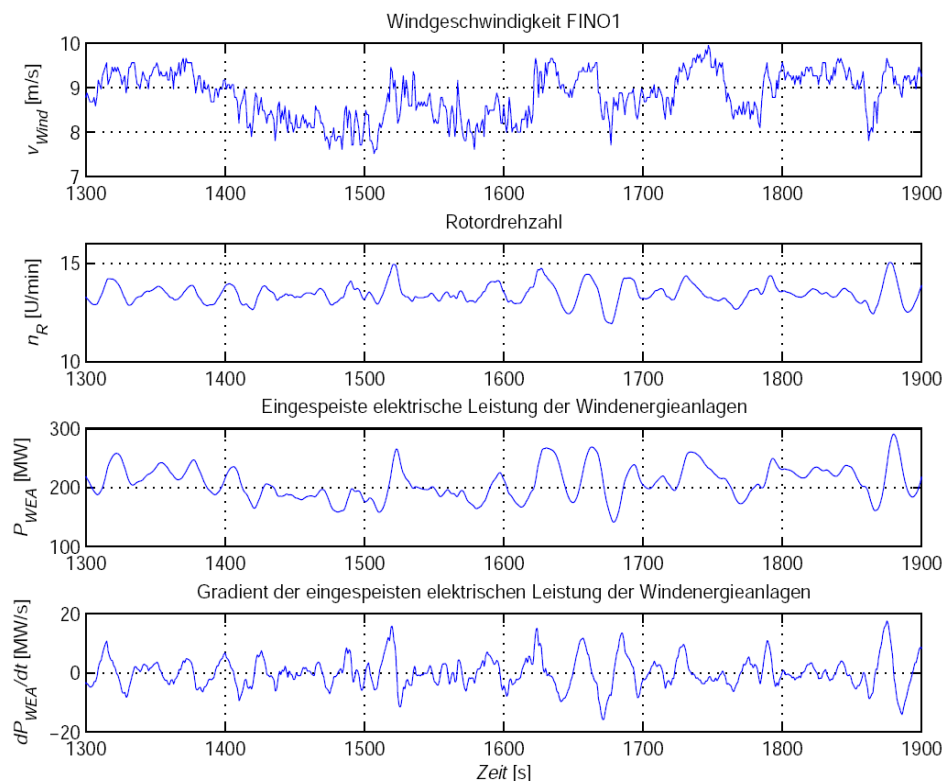 Windgeschwindigkeit FINO1
10
9
8
7
v_Wind [m/s]
1300 1400 1500 1600 1700 1800 1900
Rotordrehzahl
15
10
n_R [U/min]
1300 1400 1500 1600 1700 1800 1900
Eingespeiste elektrische Leistung der Windenergieanlagen
300
200
100
P_WEA [MW]
1300 1400 1500 1600 1700 1800 1900
Gradient der eingespeisten elektrischen Leistung der Windenergieanlagen
20
0
−20
dP_WEA/dt [MW/s]
1300 1400 1500 1600 1700 1800 1900
Zeit [s]